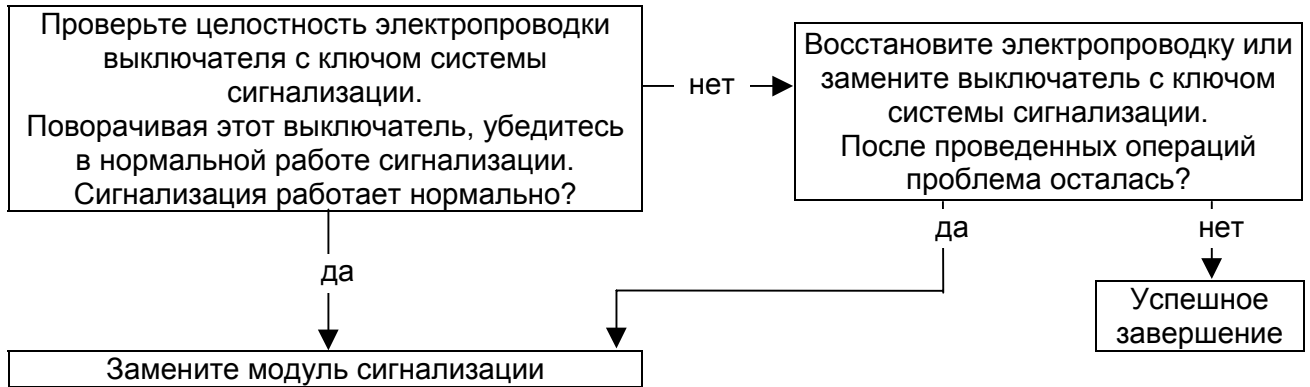 Проверьте целостность электропроводки
выключателя с ключом системы
сигнализации.
Поворачивая этот выключатель, убедитесь
в нормальной работе сигнализации.
Сигнализация работает нормально?
нет
Восстановите электропроводку или
замените выключатель с ключом
системы сигнализации.
После проведенных операций
проблема осталась?
да
нет
да
Успешное
завершение
Замените модуль сигнализации